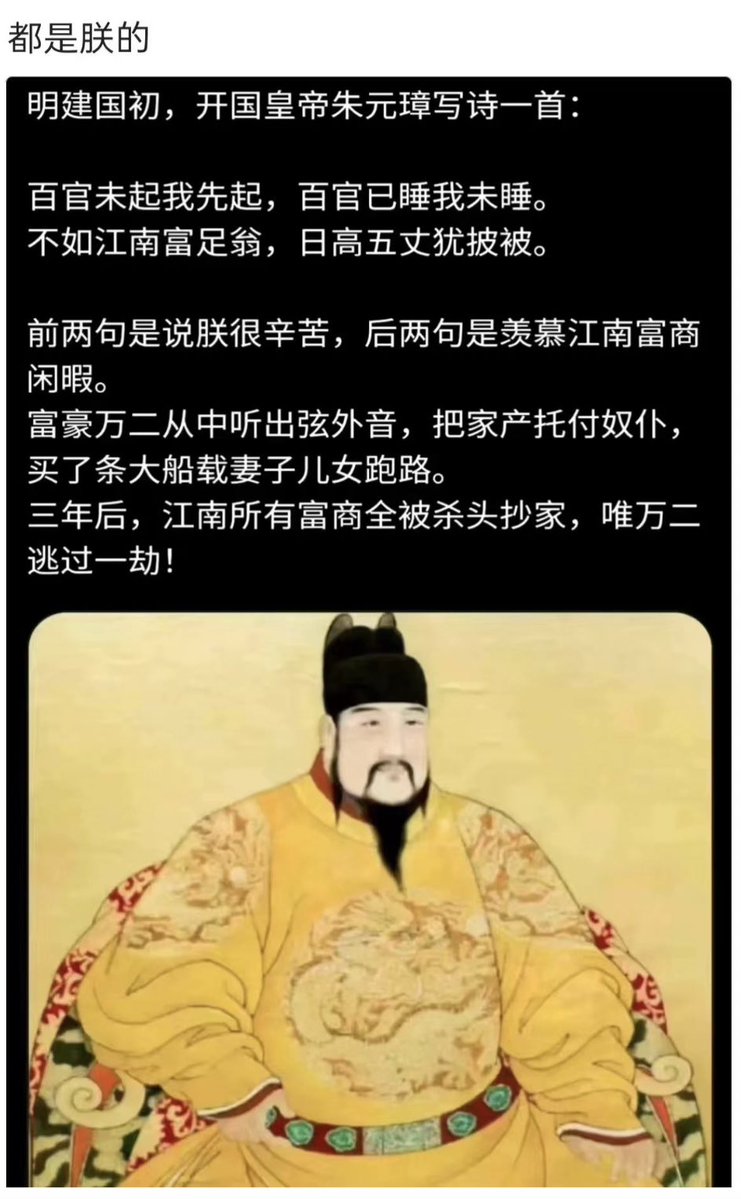 都是朕的
明建国初，开国皇帝朱元璋写诗一首：
百官未起我先起，百官已睡我未睡。
不如江南富足翁，日高五丈犹披被。
前两句是说朕很辛苦，后两句是羡慕江南富商
闲暇。
富豪万二从中听出弦外音，把家产托付奴仆，
买了条大船载妻子儿女跑路。
三年后，江南所有富商全被杀头抄家，唯万二
逃过一劫！